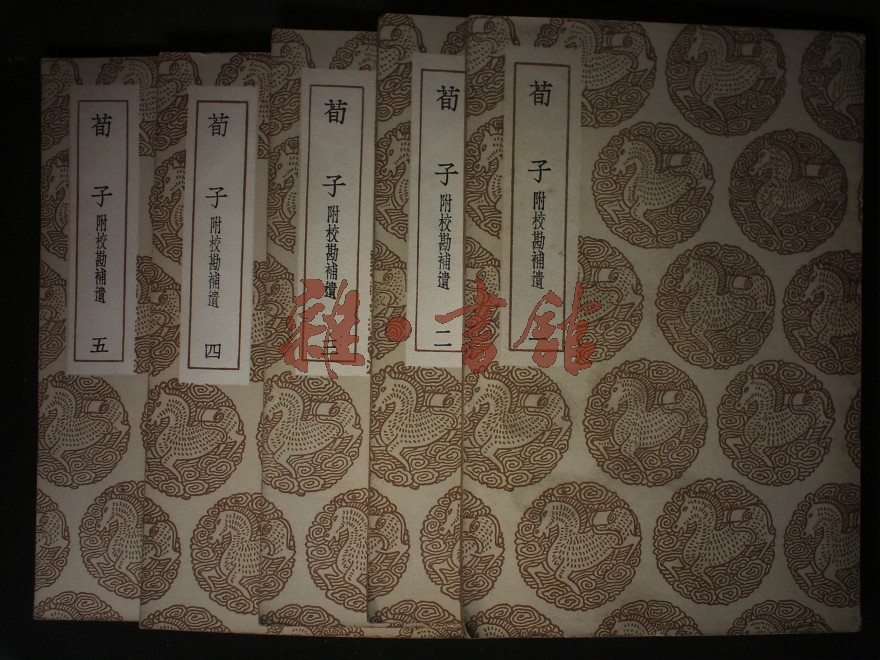 荀子附校勘補遺 一
荀子附校勘補遺 二
荀子附校勘補遺 三
荀子附校勘補遺 四
荀子附校勘補遺 五
雜·書館